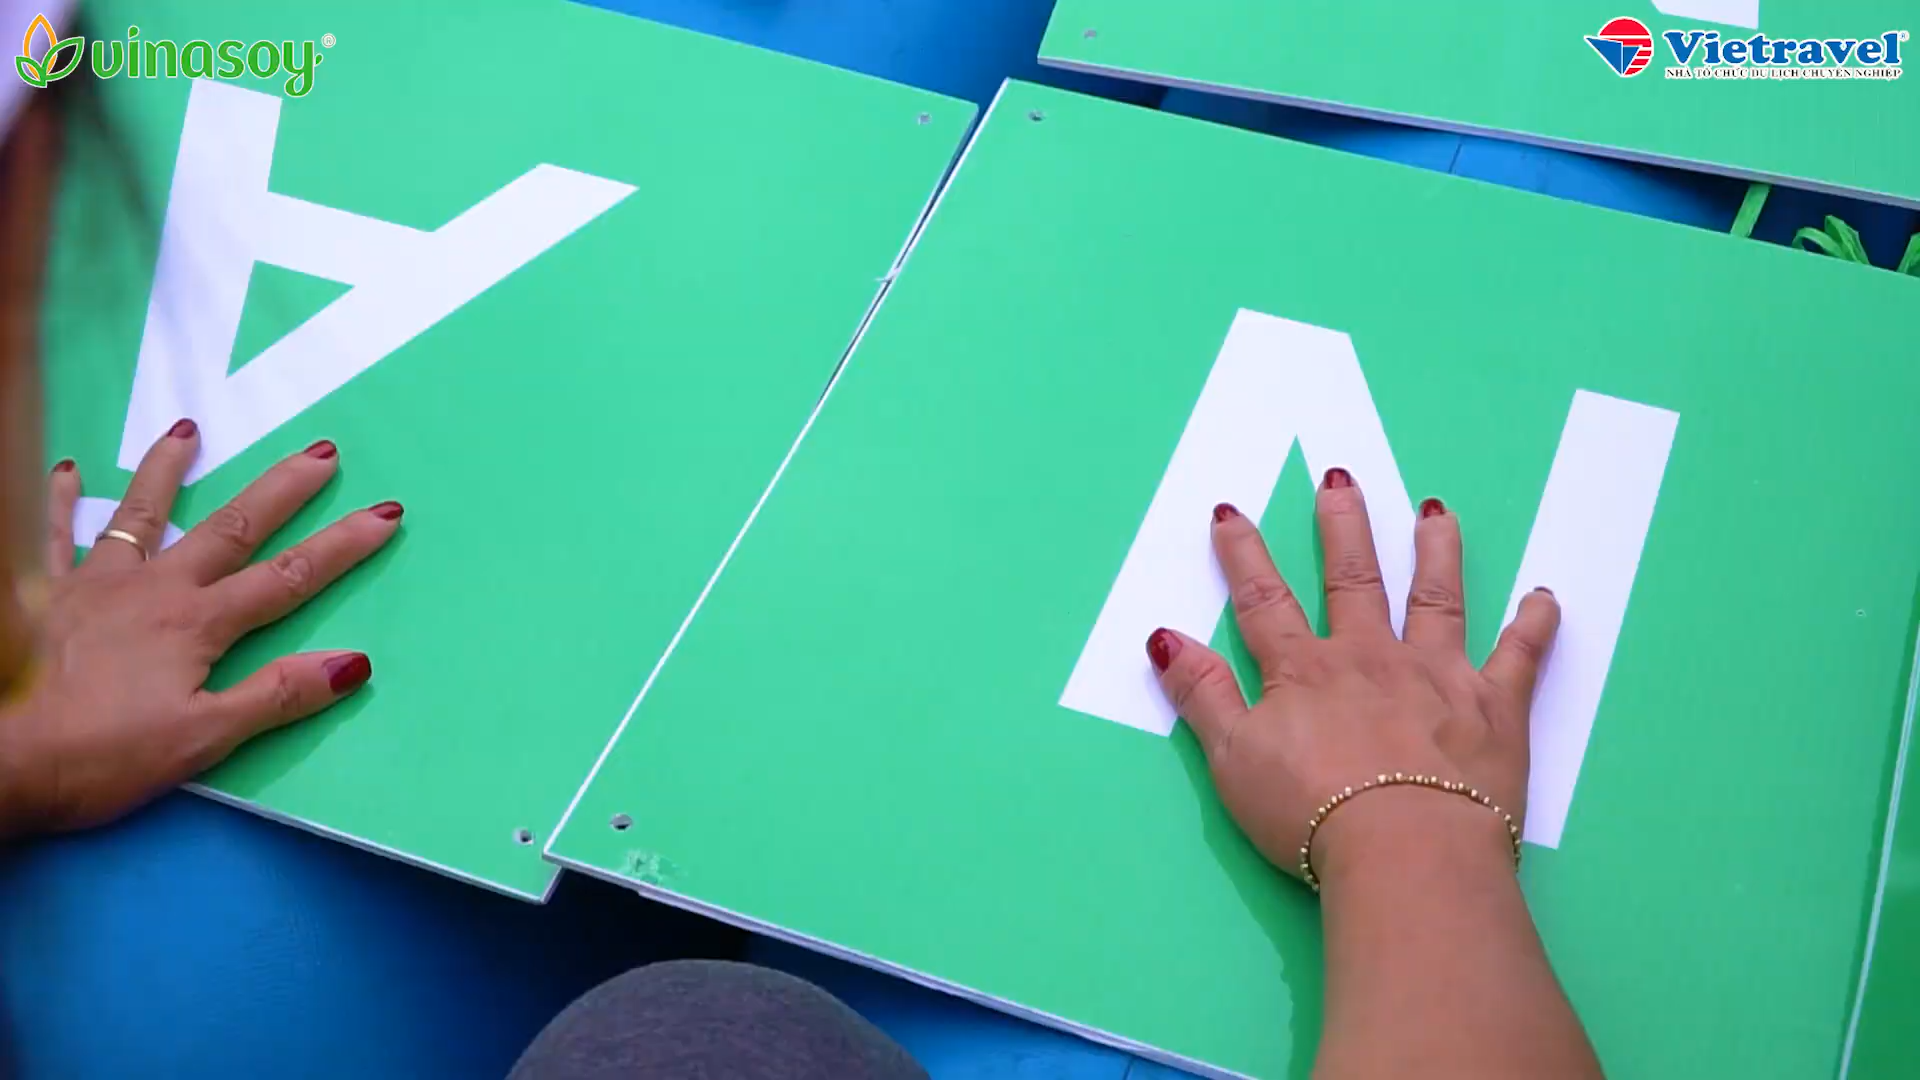 vinasoy®
Vietravel®
NHÀ TỔ CHỨC DU LỊCH CHUYÊN NGHIỆP
A
N